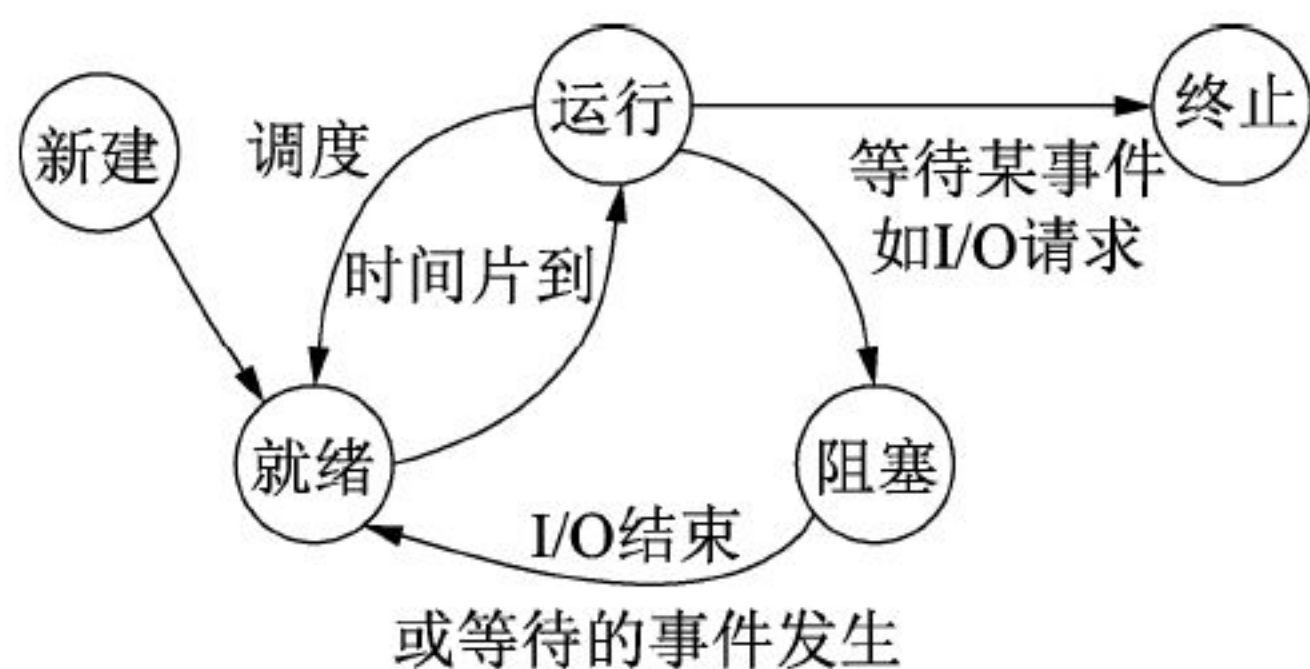 运行
终止
新建
调度
等待某事件
如I/O请求
时间片到
就绪
阻塞
I/O结束
或等待的事件发生